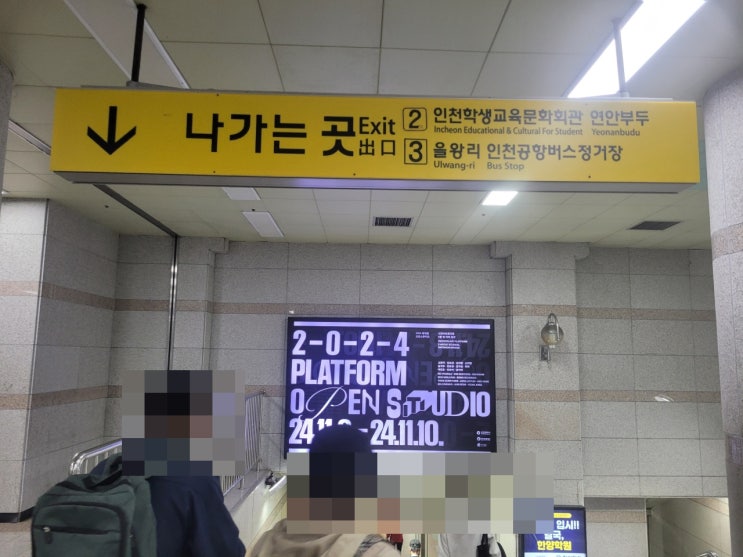 나가는 곳 Exit 出口
2 인천학생교육문화회관 연안부두
Incheon Educational & Cultural For Student Yeonanbudu
3 을왕리 인천공항버스정거장
Ulwang-ri Bus Stop
2-0-2-4
PLATFORM
OPEN STUDIO
24.11.10.
한양학원